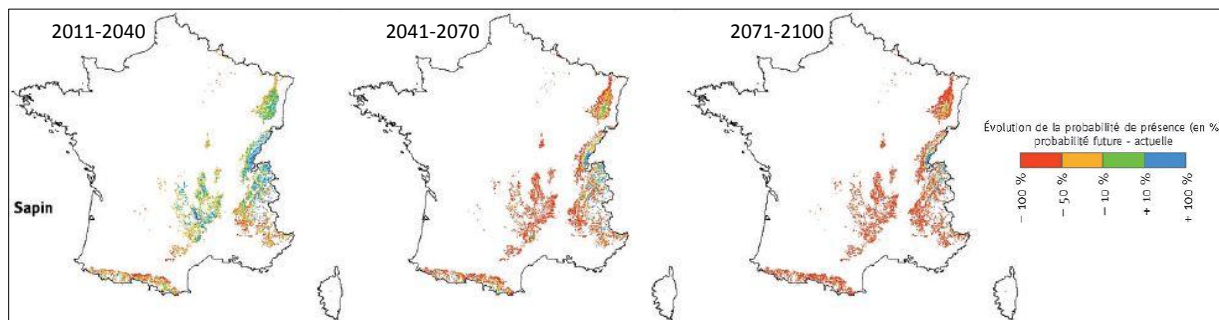 2011-2040
2041-2070
2071-2100
Évolution de la probabilité de présence (en %)
probabilité future - actuelle
− 100 %
− 50 %
− 10 %
+ 10 %
+ 100 %
Sapin